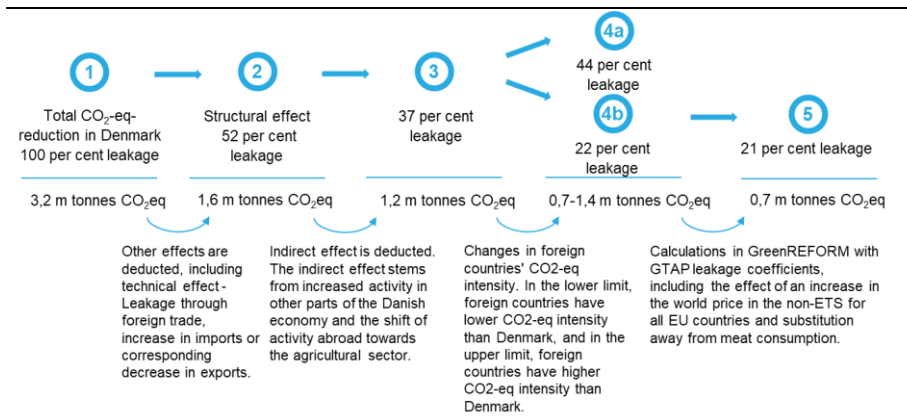 1
Total CO₂-eq-
reduction in Denmark
100 per cent leakage
3,2 m tonnes CO₂eq
2
Structural effect
52 per cent
leakage
1,6 m tonnes CO₂eq
3
37 per cent
leakage
1,2 m tonnes CO₂eq
4a
44 per cent
leakage
4b
22 per cent
leakage
0,7-1,4 m tonnes CO₂eq
5
21 per cent leakage
0,7 m tonnes CO₂eq
Other effects are
deducted, including
technical effect -
Leakage through
foreign trade,
increase in imports or
corresponding
decrease in exports.
Indirect effect is deducted.
The indirect effect stems
from increased activity in
other parts of the Danish
economy and the shift of
activity abroad towards
the agricultural sector.
Changes in foreign
countries' CO2-eq
intensity. In the lower limit,
foreign countries have
lower CO2-eq intensity
than Denmark, and in the
upper limit, foreign
countries have higher
CO2-eq intensity than
Denmark.
Calculations in GreenREFORM with
GTAP leakage coefficients,
including the effect of an increase in
the world price in the non-ETS for
all EU countries and substitution
away from meat consumption.